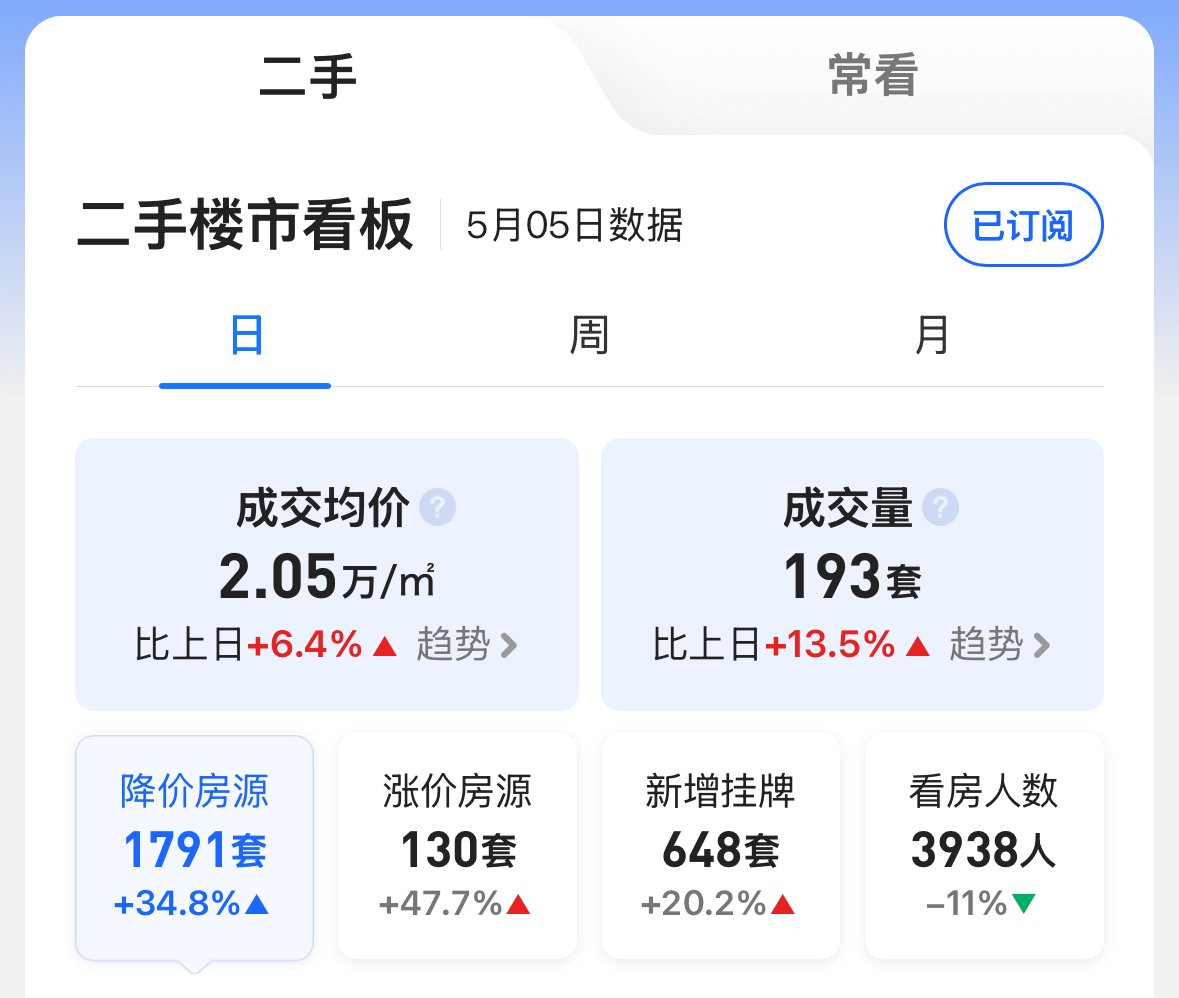 二手
常看
二手楼市看板 5月05日数据
已订阅
日
周
月
成交均价 ?
2.05万/㎡
比上日+6.4% ▲ 趋势 >
成交量 ?
193套
比上日+13.5% ▲ 趋势 >
降价房源
1791套
+34.8%▲
涨价房源
130套
+47.7%▲
新增挂牌
648套
+20.2%▲
看房人数
3938人
−11%▼